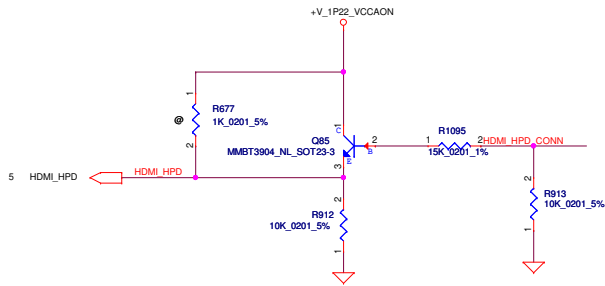 +V_1P22_VCCAON
1
R677
@
1K_0201_5%
2
1
C
Q85
MMBT3904_NL_SOT23-3
B
2
E
3
1
R1095
2
15K_0201_1%
HDMI_HPD_CONN
5
HDMI_HPD
HDMI_HPD
2
R912
10K_0201_5%
1
2
R913
10K_0201_5%
1